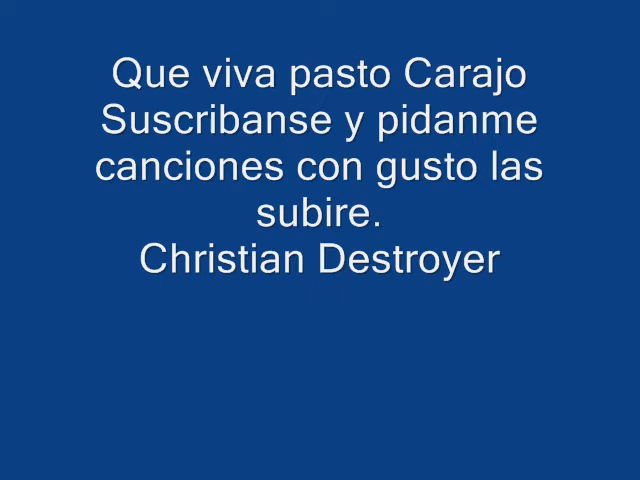 Que viva pasto Carajo
Suscribanse y pidanme
canciones con gusto las
subire.
Christian Destroyer